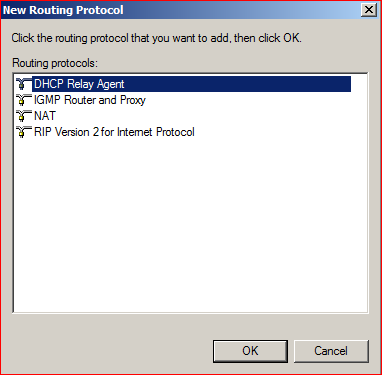 New Routing Protocol
Click the routing protocol that you want to add, then click OK.
Routing protocols:
DHCP Relay Agent
IGMP Router and Proxy
NAT
RIP Version 2 for Internet Protocol
OK
Cancel